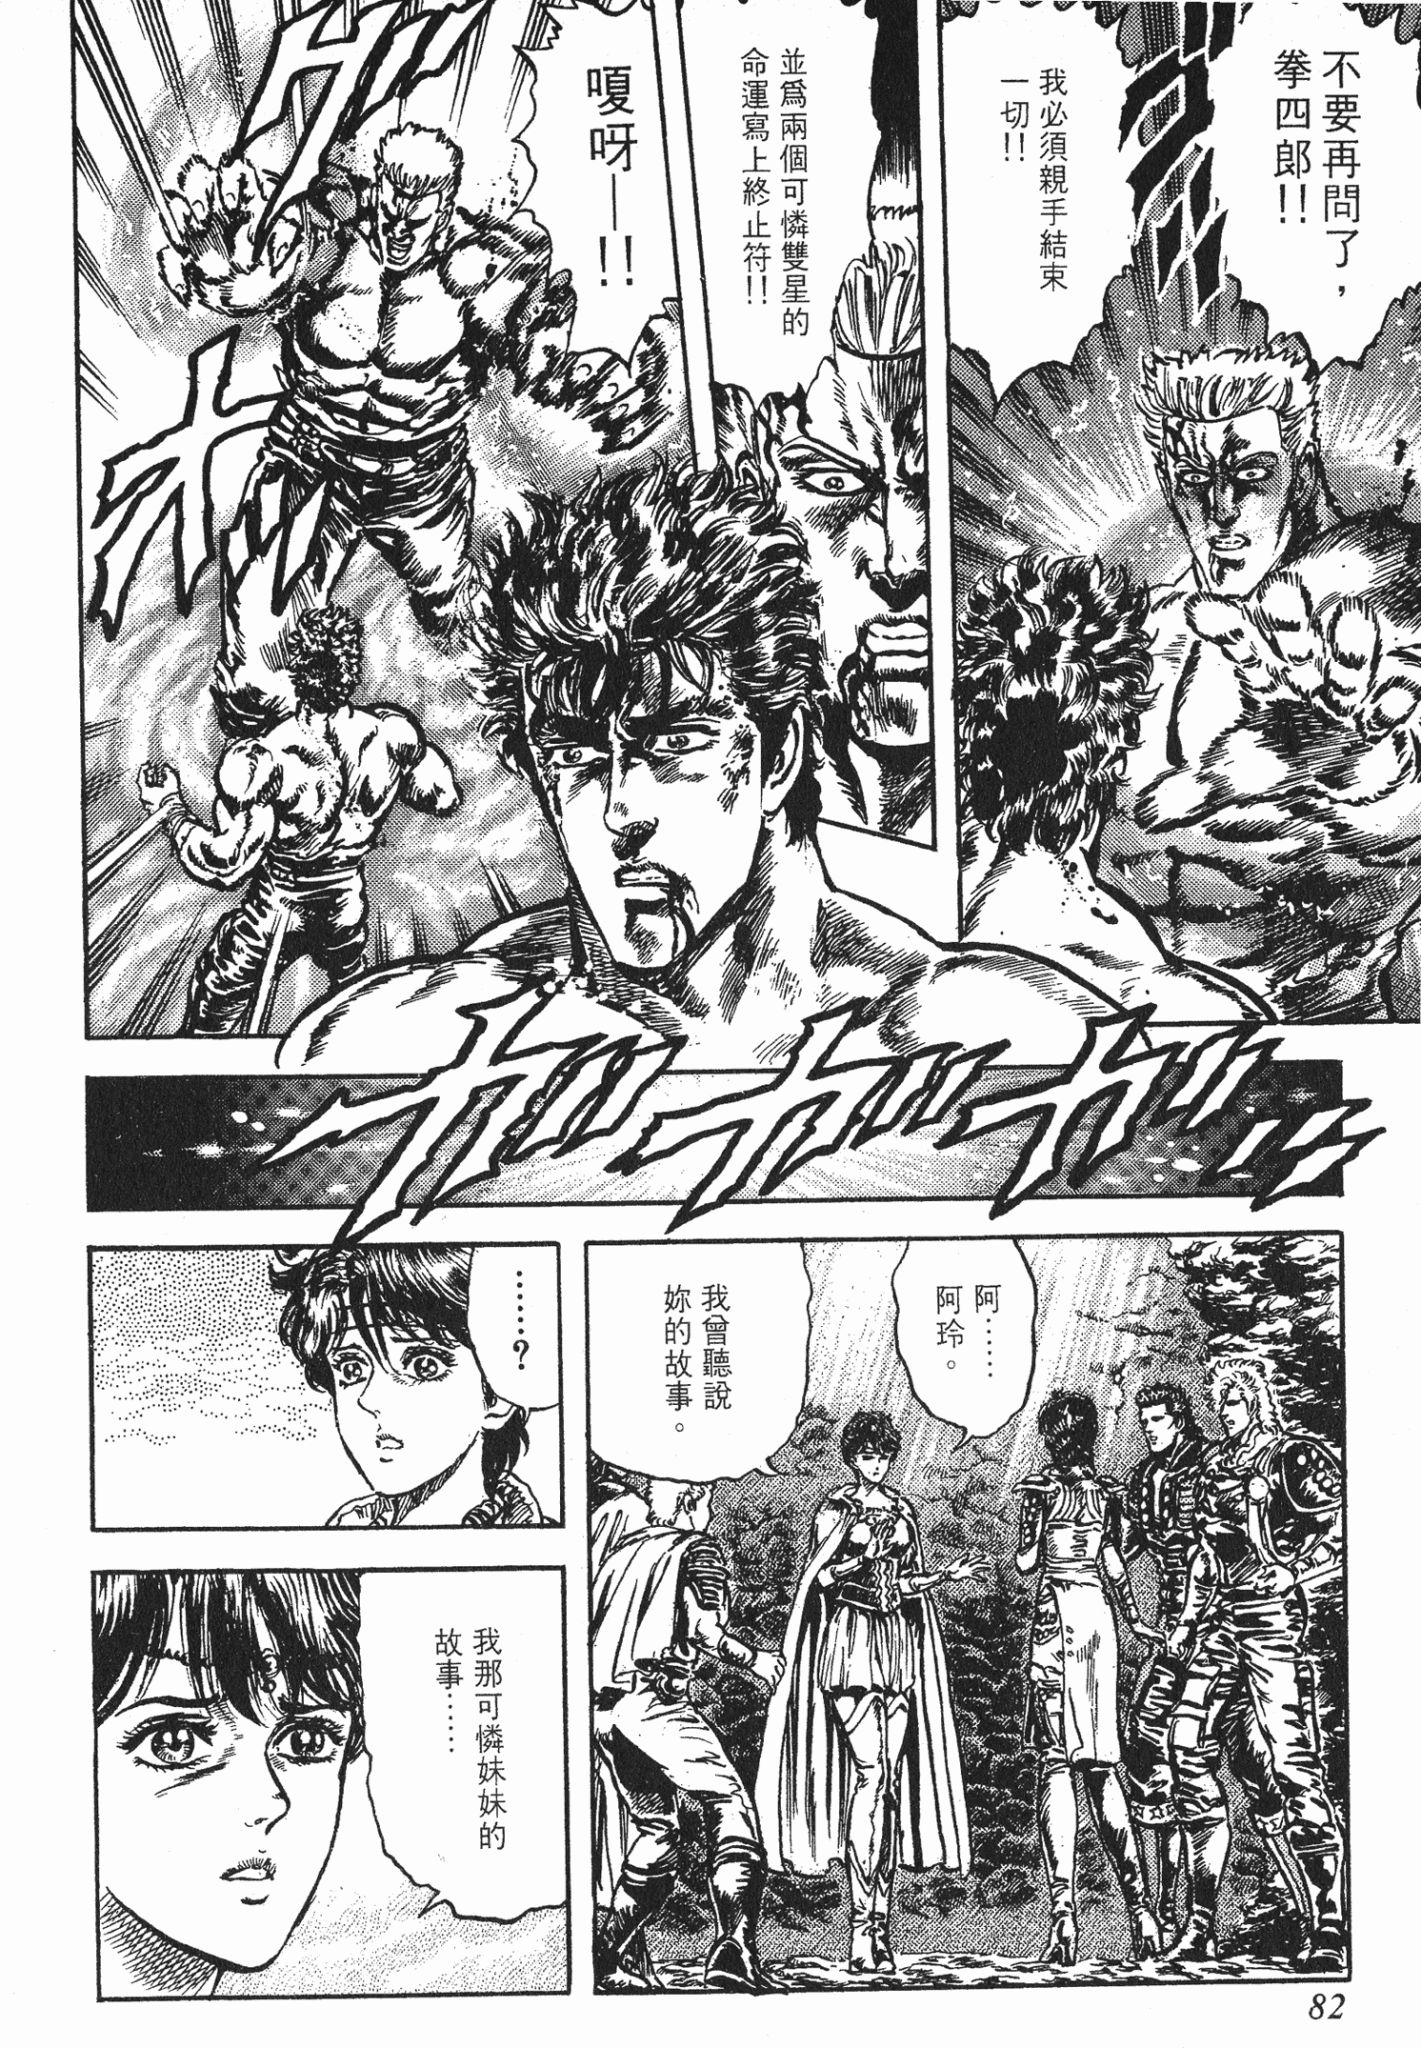 不要再問了，
拳四郎!!
我必須親手結束
一切!!
並爲兩個可憐雙星的
命運寫上終止符!!
嗄呀—!!
阿……
阿玲。
我曾聽說
妳的故事。
……?
我那可憐妹妹的
故事……
82